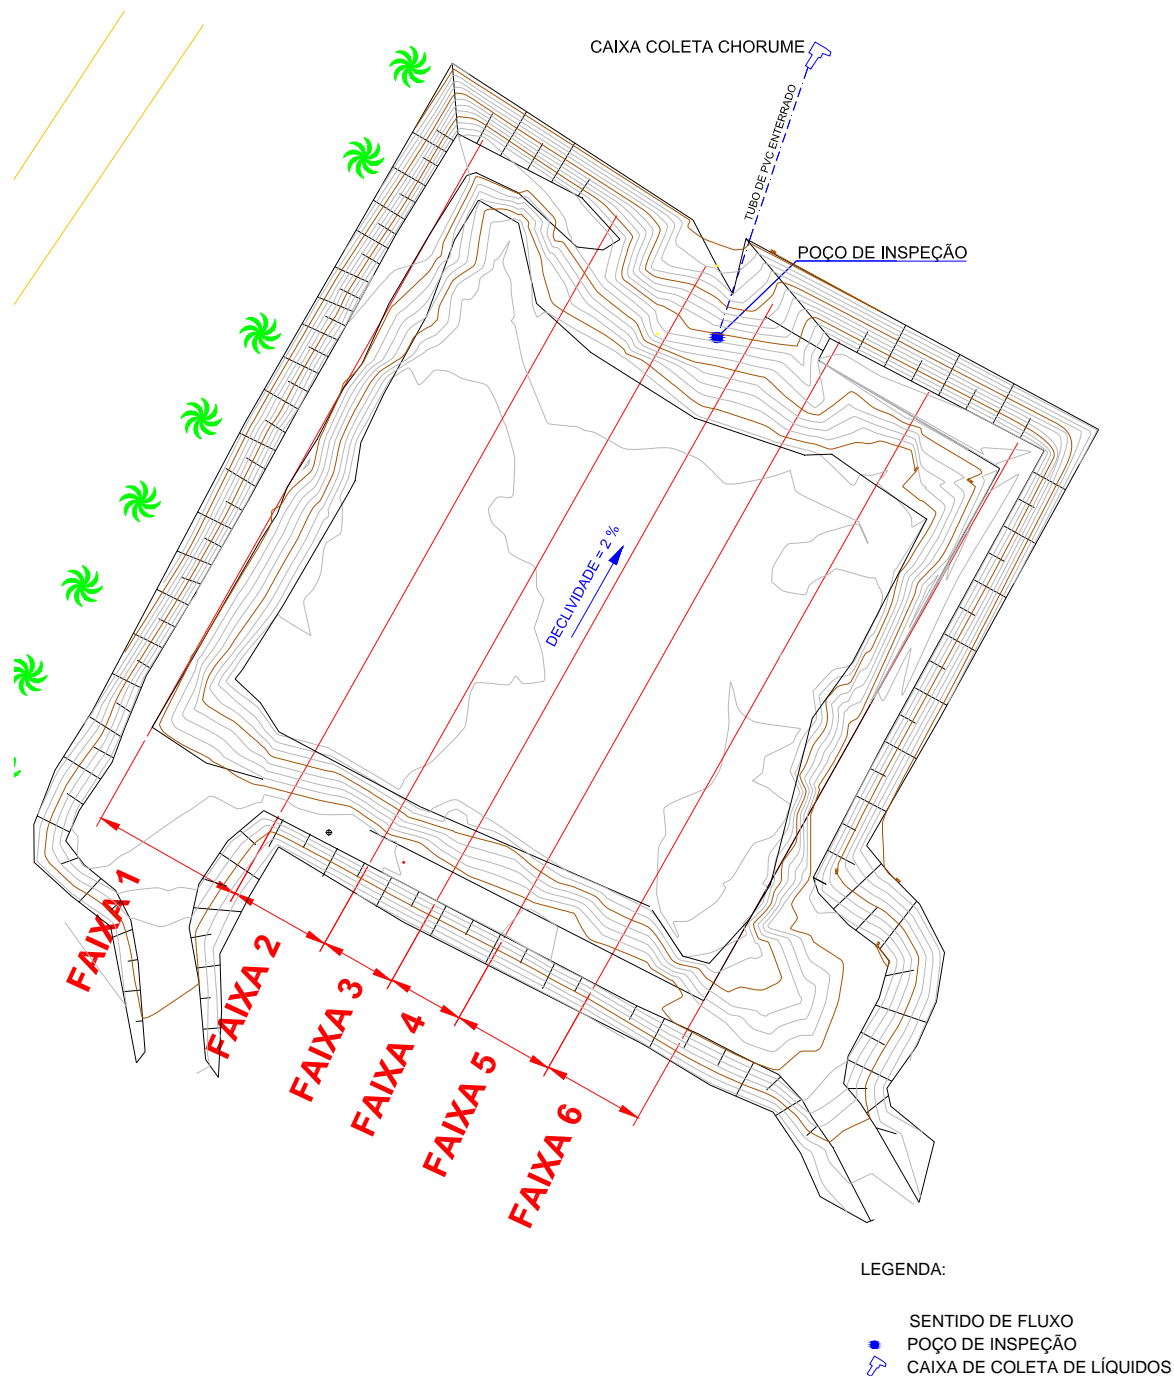 CAIXA COLETA CHORUME
TUBO DE PVC ENTERRADO
POÇO DE INSPEÇÃO
DECLIVIDADE = 2 %
FAIXA 1
FAIXA 2
FAIXA 3
FAIXA 4
FAIXA 5
FAIXA 6
LEGENDA:
SENTIDO DE FLUXO
POÇO DE INSPEÇÃO
CAIXA DE COLETA DE LÍQUIDOS